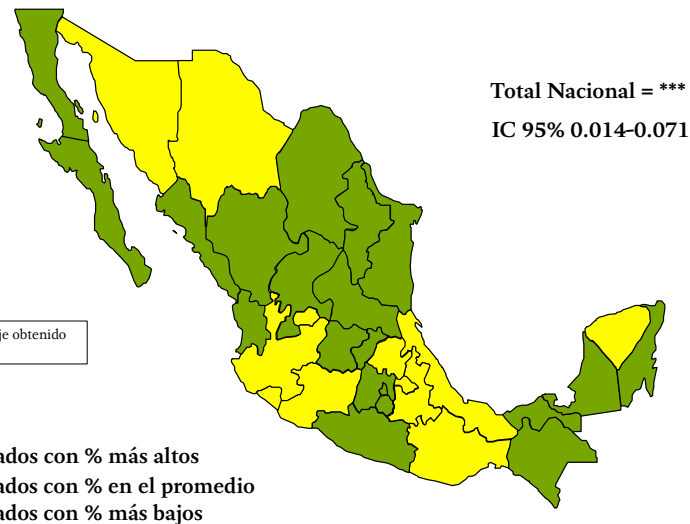 Total Nacional = ***
IC 95% 0.014-0.071
je obtenido
ados con % más altos
ados con % en el promedio
ados con % más bajos